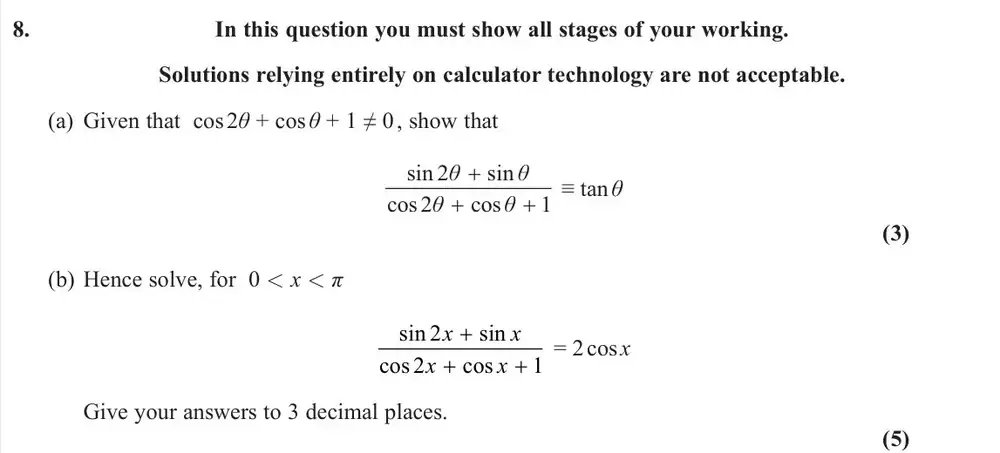 8. In this question you must show all stages of your working.
Solutions relying entirely on calculator technology are not acceptable.
(a) Given that cos 2θ + cos θ + 1 ≠ 0, show that
sin 2θ + sin θ
cos 2θ + cos θ + 1
≡ tan θ
(3)
(b) Hence solve, for 0 < x < π
sin 2x + sin x
cos 2x + cos x + 1
= 2 cos x
Give your answers to 3 decimal places.
(5)